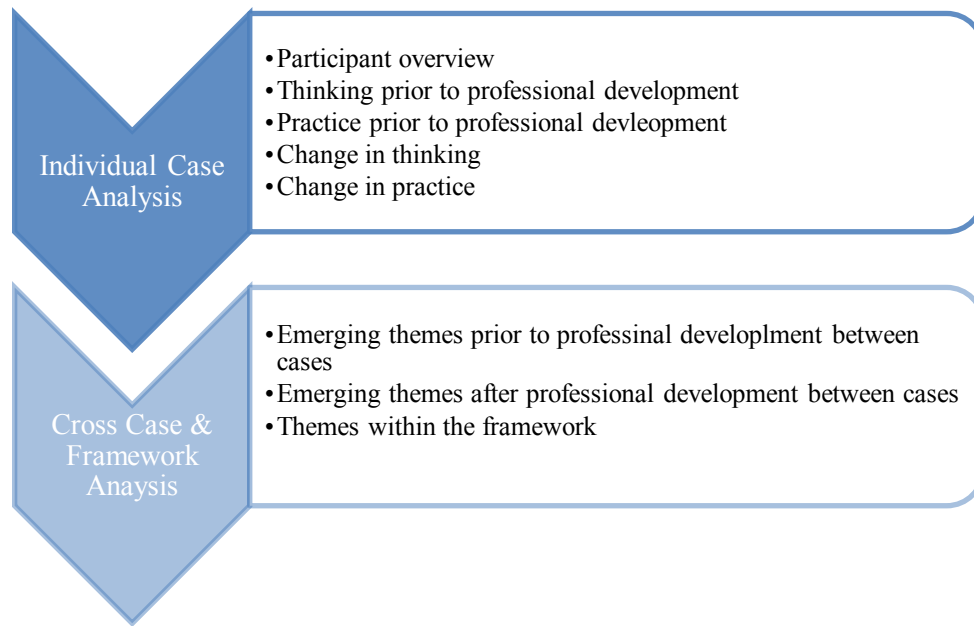 Individual Case
Analysis
•Participant overview
•Thinking prior to professional development
•Practice prior to professional devleopment
•Change in thinking
•Change in practice
Cross Case &
Framework
Anaysis
•Emerging themes prior to professinal developlment between
cases
•Emerging themes after professional development between cases
•Themes within the framework